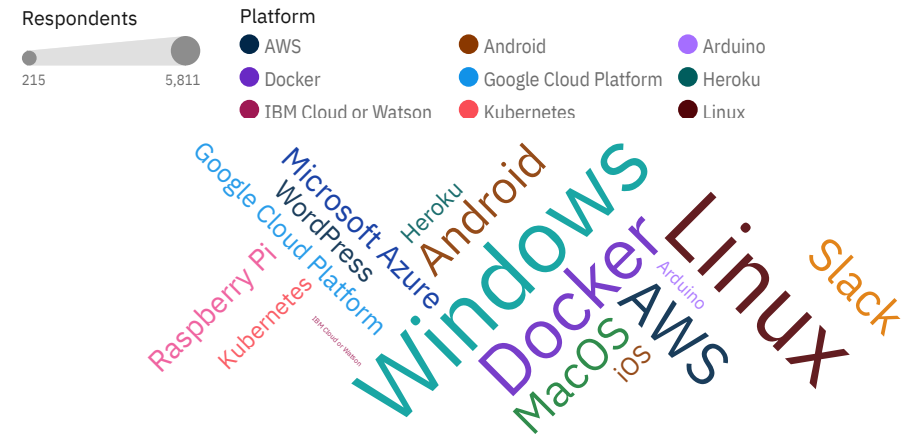 Respondents
215 5,811
Platform
AWS Android Arduino
Docker Google Cloud Platform Heroku
IBM Cloud or Watson Kubernetes Linux
Google Cloud Platform
Microsoft Azure
WordPress
Heroku
Android
Windows
Raspberry Pi
Kubernetes
IBM Cloud or Watson
Docker
Linux
Arduino
AWS
MacOS
iOS
Slack